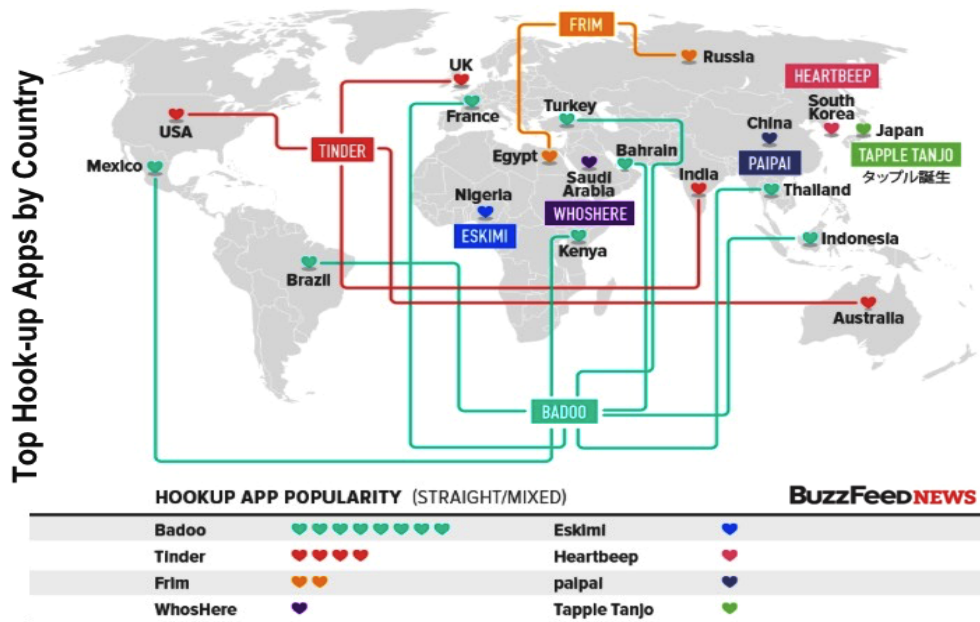 Top Hook-up Apps by Country
FRIM
Russia
UK
HEARTBEEP
USA
France
Turkey
South
Korea
China
Japan
TINDER
Mexico
Egypt
Bahrain
PAIPAI
TAPPLE TANJO
タップル誕生
Saudi
Arabia
India
Thailand
Nigeria
WHOSHERE
ESKIMI
Kenya
Indonesia
Brazil
Australia
BADOO
HOOKUP APP POPULARITY (STRAIGHT/MIXED)
BUZZFEEDNEWS
Badoo
Eskimi
Tinder
Heartbeep
Frim
paipai
WhosHere
Tapple Tanjo